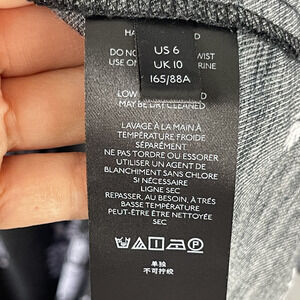 HA
DO NO
WIST
USE ON
RINE
US 6
UK 10
165/88A
LOW
MAY BE DRY CLEANED
LAVAGE À LA MAIN À
TEMPÉRATURE FROIDE
SÉPARÉMENT
NE PAS TORDRE OU ESSORER
UTILISER UN AGENT DE
BLANCHIMENT SANS CHLORE
SI NÉCESSAIRE
LIGNE SEC
REPASSER, AU BESOIN, À TRÈS
BASSE TEMPÉRATURE
PEUT-ÊTRE ÊTRE NETTOYÉE
SEC
单独
不可拧绞